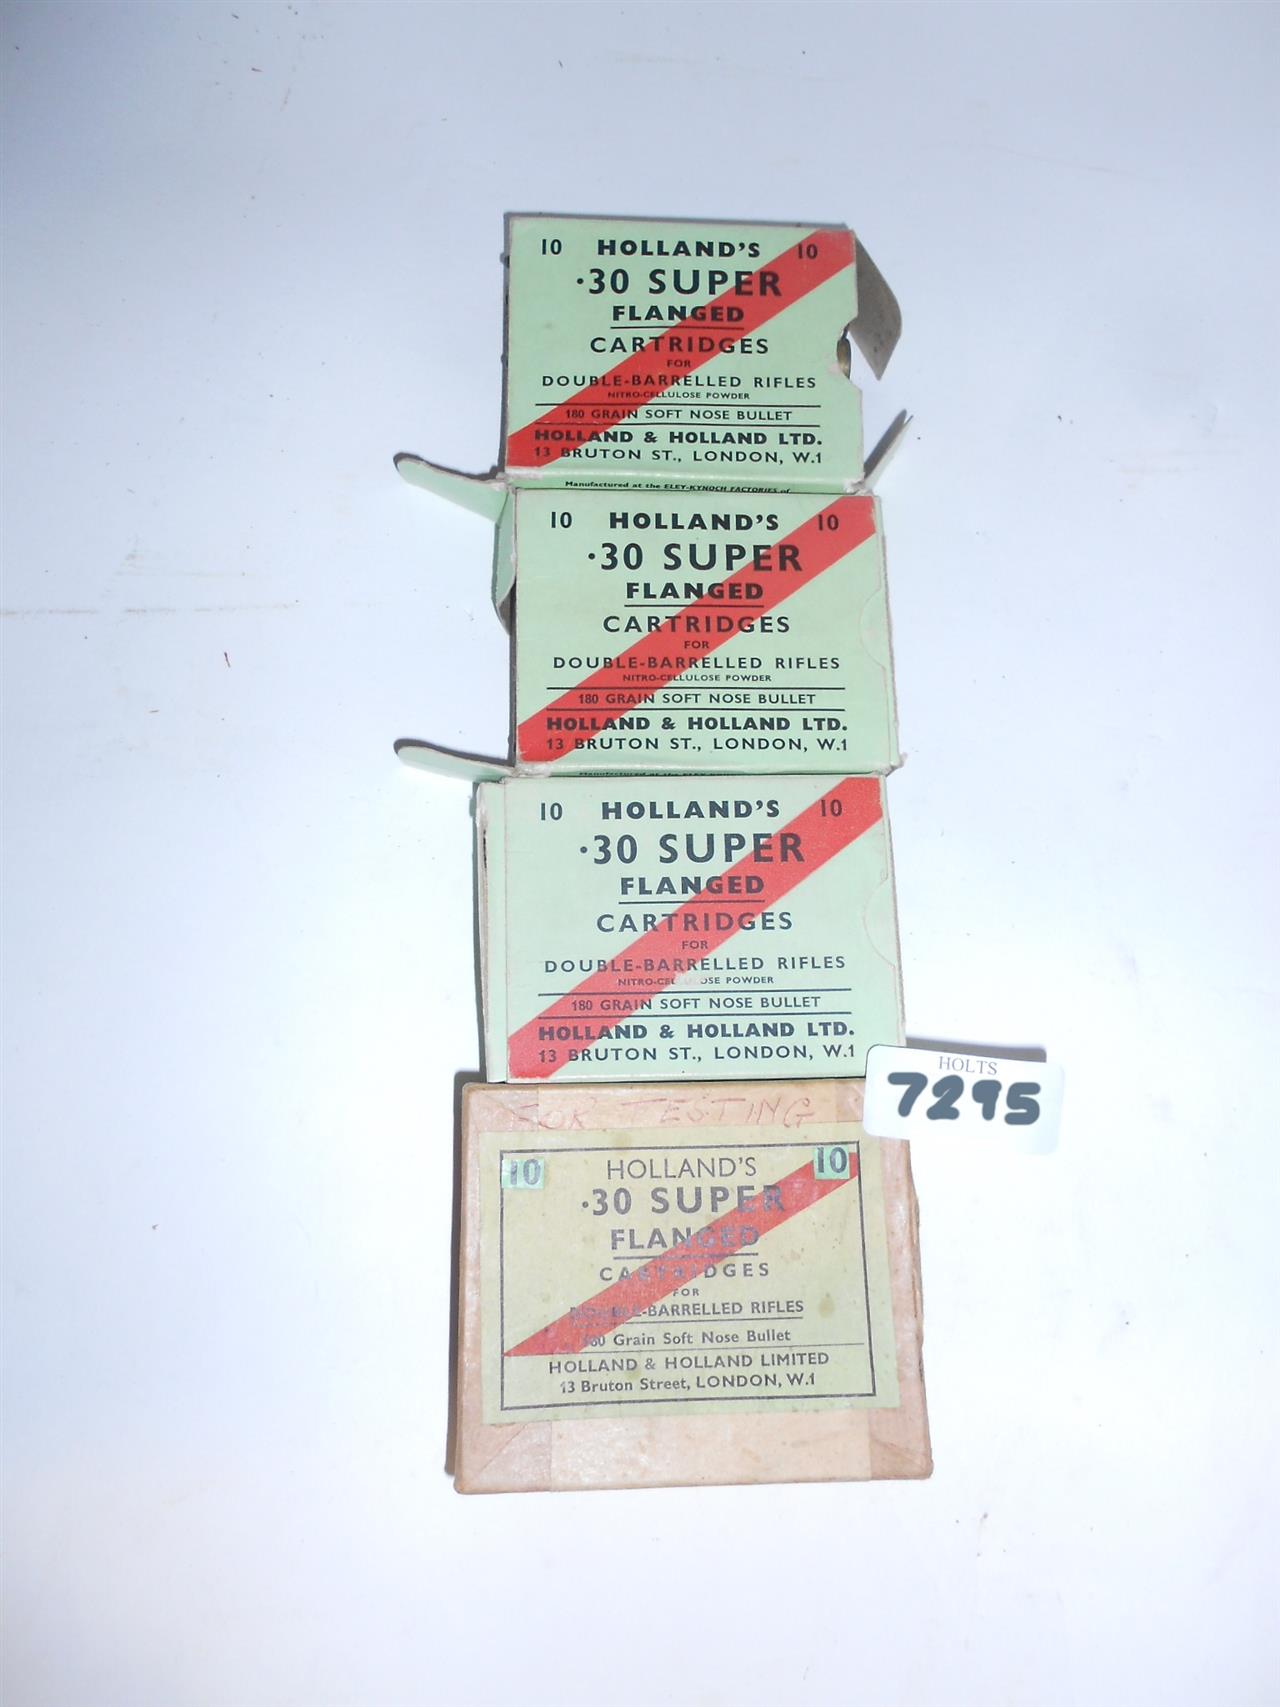 10 HOLLAND'S 10
·30 SUPER
FLANGED
CARTRIDGES
FOR
DOUBLE-BARRELLED RIFLES
NITRO-CELLULOSE POWDER
180 GRAIN SOFT NOSE BULLET
HOLLAND & HOLLAND LTD.
13 BRUTON ST., LONDON, W.1
Manufactured at the ELEY-KYNOCH FACTORIES of
10 HOLLAND'S 10
·30 SUPER
FLANGED
CARTRIDGES
FOR
DOUBLE-BARRELLED RIFLES
NITRO-CELLULOSE POWDER
180 GRAIN SOFT NOSE BULLET
HOLLAND & HOLLAND LTD.
13 BRUTON ST., LONDON, W.1
Manufactured at the
10 HOLLAND'S 10
·30 SUPER
FLANGED
CARTRIDGES
FOR
DOUBLE-BARRELLED RIFLES
POWDER
180 GRAIN SOFT NOSE BULLET
HOLLAND & HOLLAND LTD.
13 BRUTON ST., LONDON, W.1
HOLTS
7295
FOR TESTING
10 HOLLAND'S 10
·30 SUPER
FLANGED
CARTRIDGES
FOR
DOUBLE-BARRELLED RIFLES
180 Grain Soft Nose Bullet
HOLLAND & HOLLAND LIMITED
13 Bruton Street, LONDON, W.1